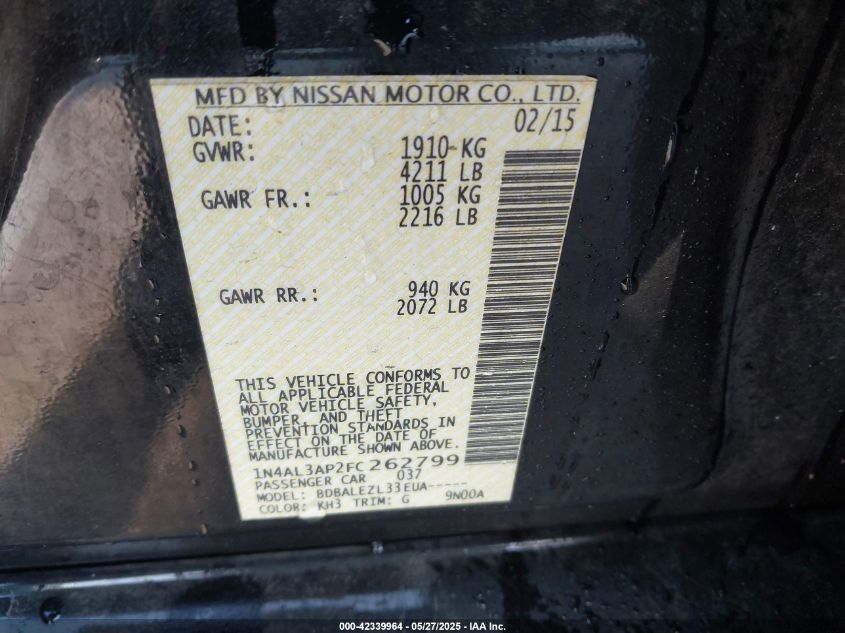 MFD BY NISSAN MOTOR CO., LTD.
DATE: 02/15
GVWR: 1910 KG
4211 LB
GAWR FR.: 1005 KG
2216 LB
GAWR RR.: 940 KG
2072 LB
THIS VEHICLE CONFORMS TO
ALL APPLICABLE FEDERAL
MOTOR VEHICLE SAFETY,
BUMPER, AND THEFT
PREVENTION STANDARDS IN
EFFECT ON THE DATE OF
MANUFACTURE SHOWN ABOVE.
1N4AL3AP2FC262799
PASSENGER CAR 037
MODEL: BDBALEZL33EUA-----
COLOR: KH3 TRIM: G 9N00A
000-42339964 - 05/27/2025 - IAA Inc.